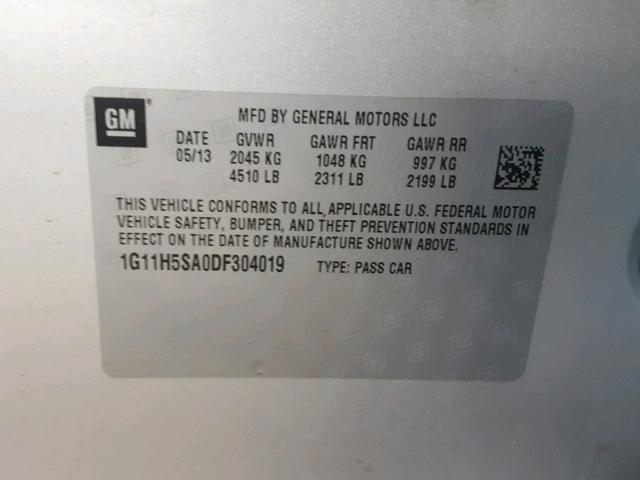 GM
MFD BY GENERAL MOTORS LLC
DATE GVWR GAWR FRT GAWR RR
05/13 2045 KG 1048 KG 997 KG
4510 LB 2311 LB 2199 LB
THIS VEHICLE CONFORMS TO ALL APPLICABLE U.S. FEDERAL MOTOR
VEHICLE SAFETY, BUMPER, AND THEFT PREVENTION STANDARDS IN
EFFECT ON THE DATE OF MANUFACTURE SHOWN ABOVE.
1G11H5SA0DF304019 TYPE: PASS CAR